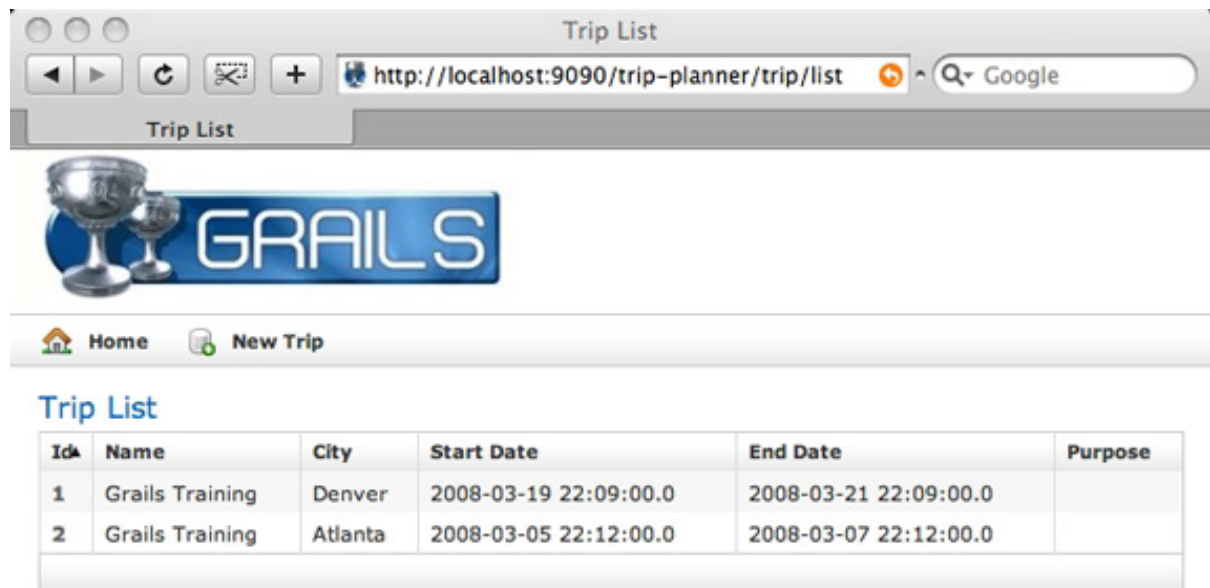 Trip List
http://localhost:9090/trip-planner/trip/list Google
Trip List
GRAILS
Home New Trip
Trip List
Id Name City Start Date End Date Purpose
1 Grails Training Denver 2008-03-19 22:09:00.0 2008-03-21 22:09:00.0
2 Grails Training Atlanta 2008-03-05 22:12:00.0 2008-03-07 22:12:00.0